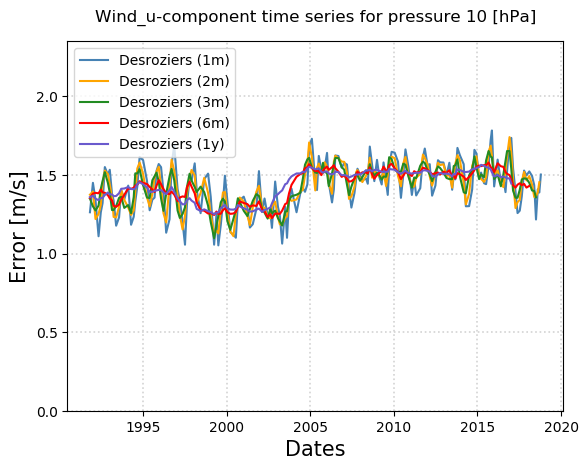 Wind_u-component time series for pressure 10 [hPa]
Desroziers (1m)
Desroziers (2m)
Desroziers (3m)
Desroziers (6m)
Desroziers (1y)
2.0
1.5
1.0
0.5
0.0
Error [m/s]
1995 2000 2005 2010 2015 2020
Dates